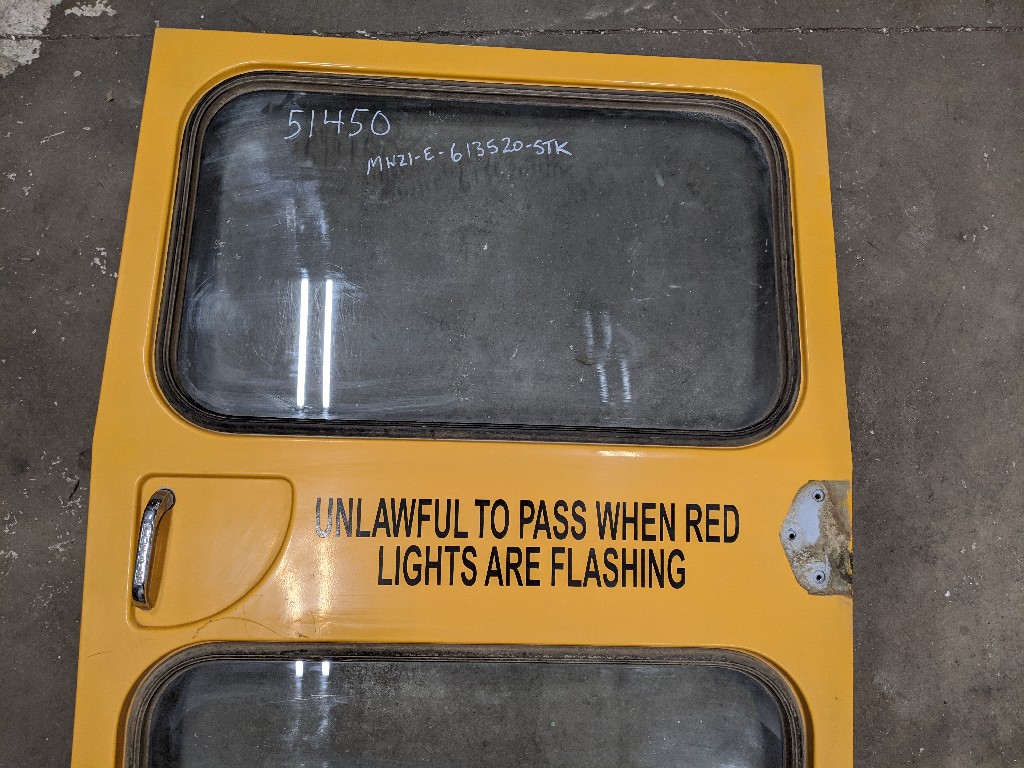 51450
MN21-E-613520-STK
UNLAWFUL TO PASS WHEN RED
LIGHTS ARE FLASHING